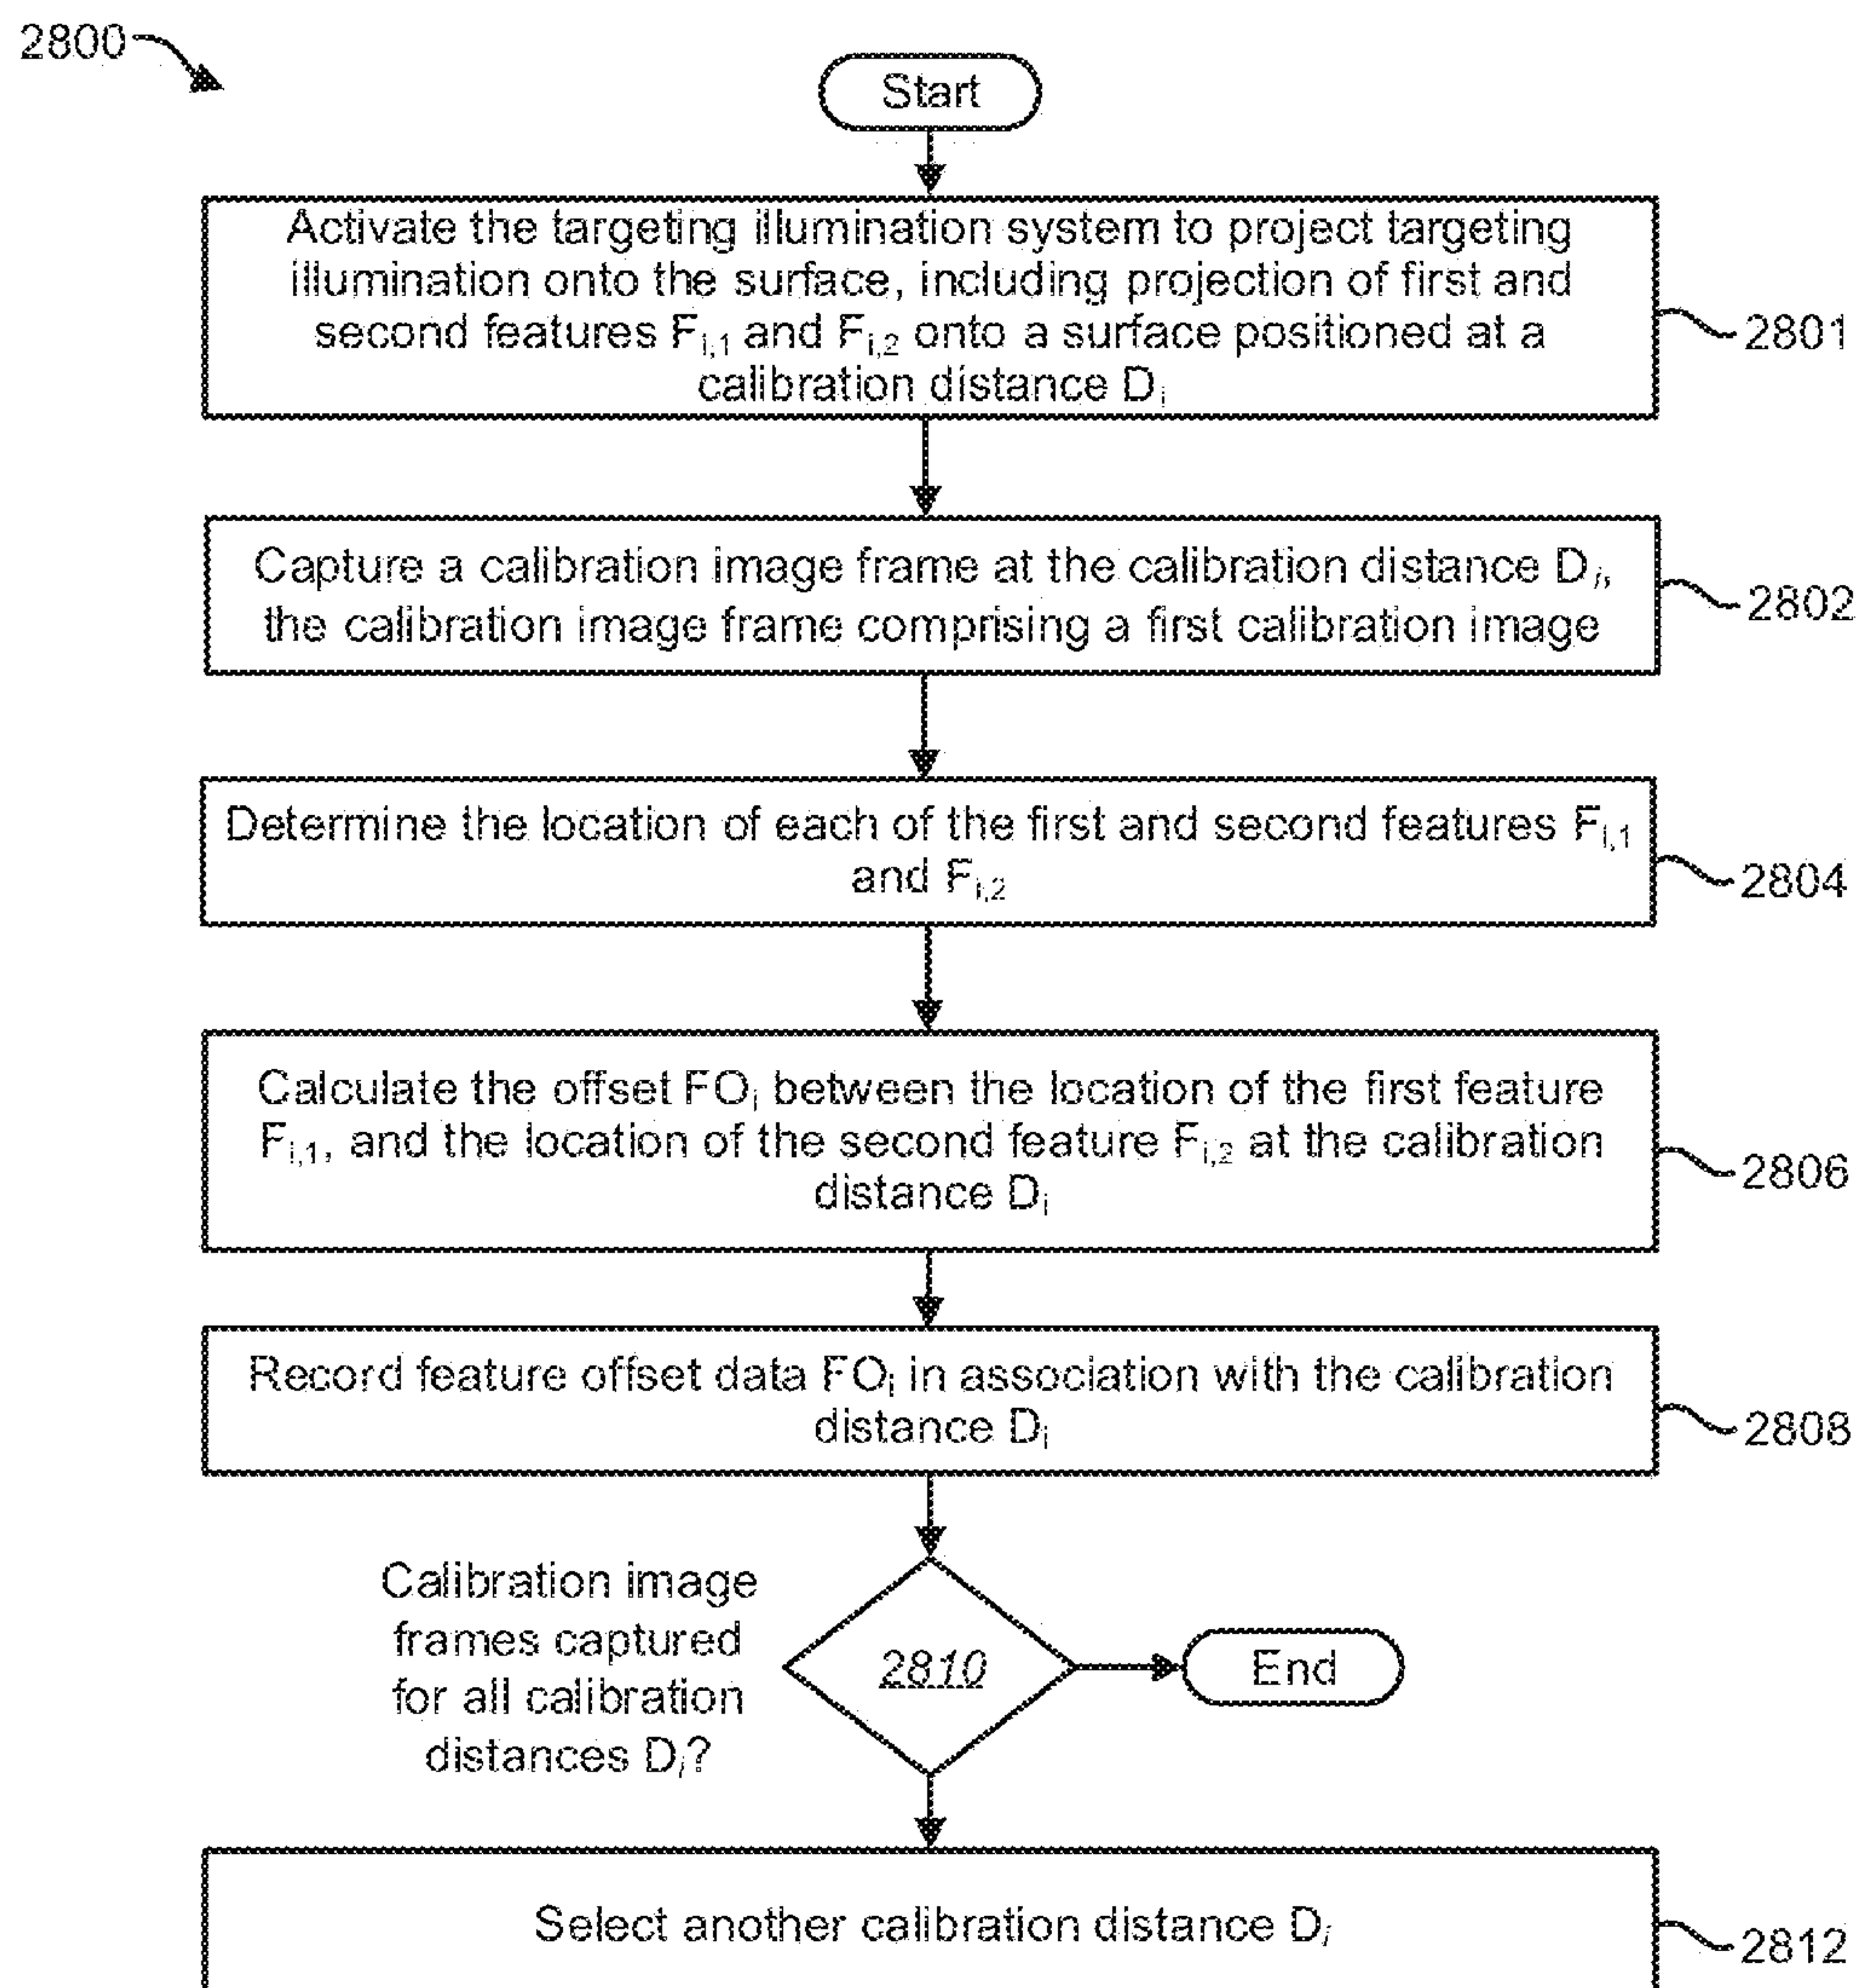 2800
Start
Activate the targeting illumination system to project targeting
illumination onto the surface, including projection of first and
second features Fi,1 and Fi,2 onto a surface positioned at a
calibration distance Di
2801
Capture a calibration image frame at the calibration distance Di,
the calibration image frame comprising a first calibration image
2802
Determine the location of each of the first and second features Fi,1
and Fi,2
2804
Calculate the offset FOi between the location of the first feature
Fi,1, and the location of the second feature Fi,2 at the calibration
distance Di
2806
Record feature offset data FOi in association with the calibration
distance Di
2808
Calibration image
frames captured
for all calibration
distances Di?
2810
End
Select another calibration distance Di
2812